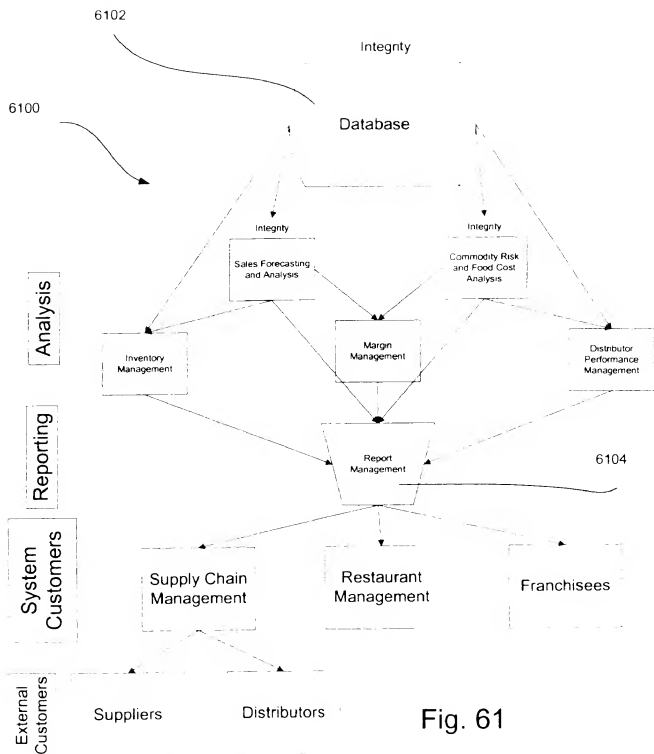 6102
Integrity
6100
Database
Integrity
Integrity
Sales Forecasting
and Analysis
Commodity Risk
and Food Cost
Analysis
Analysis
Inventory
Management
Margin
Management
Distributor
Performance
Management
Reporting
Report
Management
6104
System
Customers
Supply Chain
Management
Restaurant
Management
Franchisees
External
Customers
Suppliers
Distributors
Fig. 61